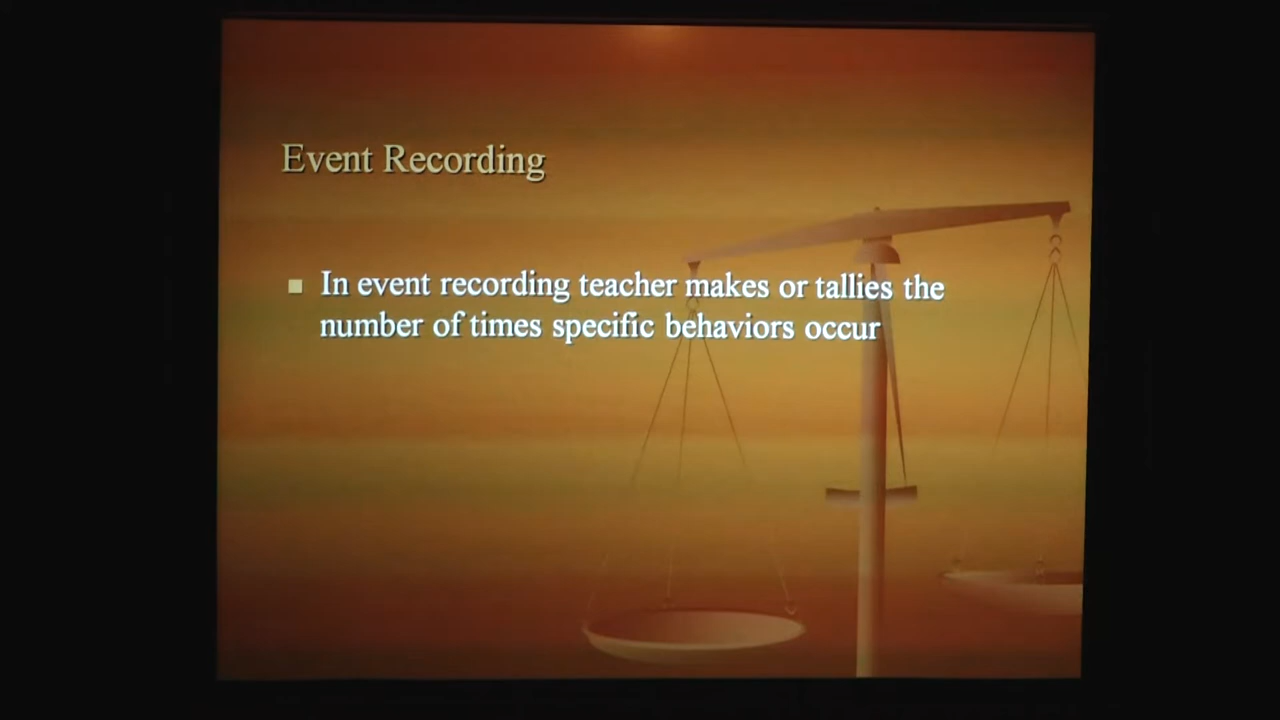 Event Recording
In event recording teacher makes or tallies the
number of times specific behaviors occur